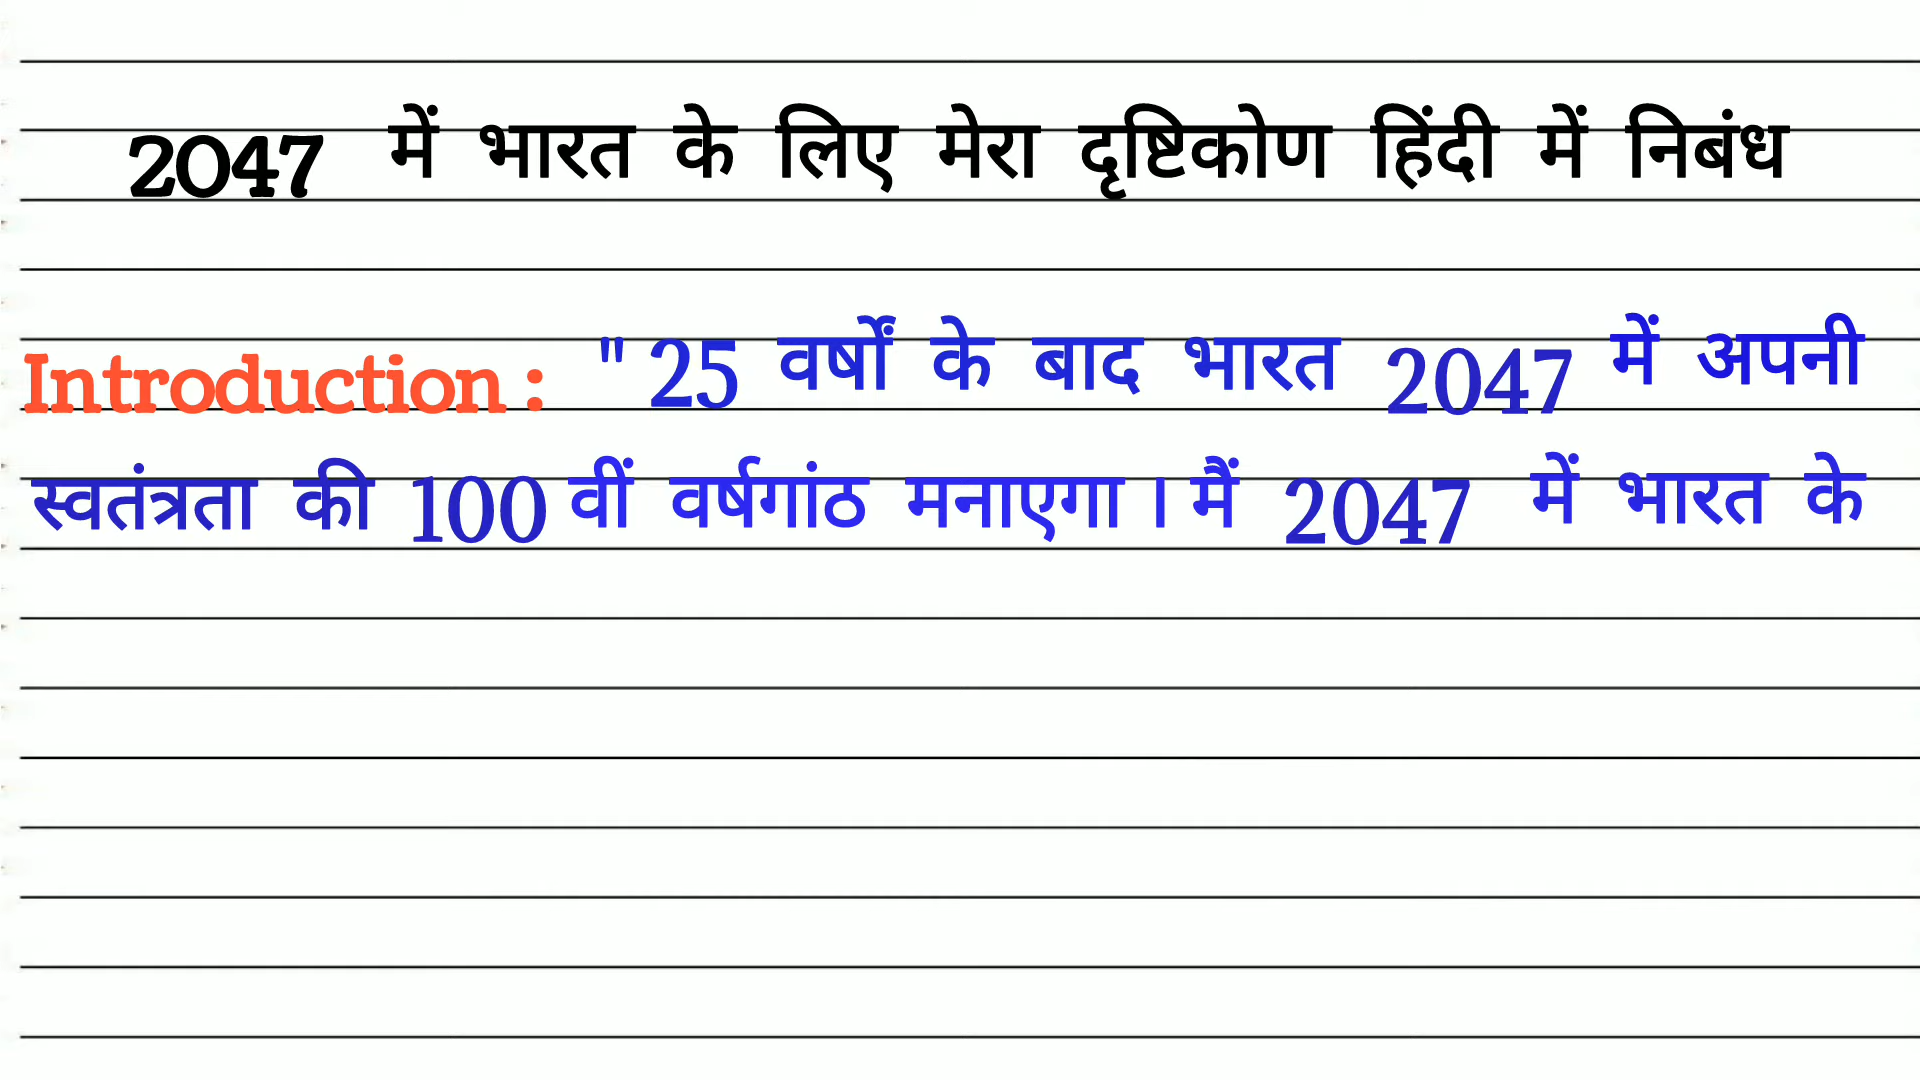 2047 में भारत के लिए मेरा दृष्टिकोण हिंदी में निबंध
Introduction : " 25 वर्षों के बाद भारत 2047 में अपनी
स्वतंत्रता की 100 वीं वर्षगांठ मनाएगा । मैं 2047 में भारत के